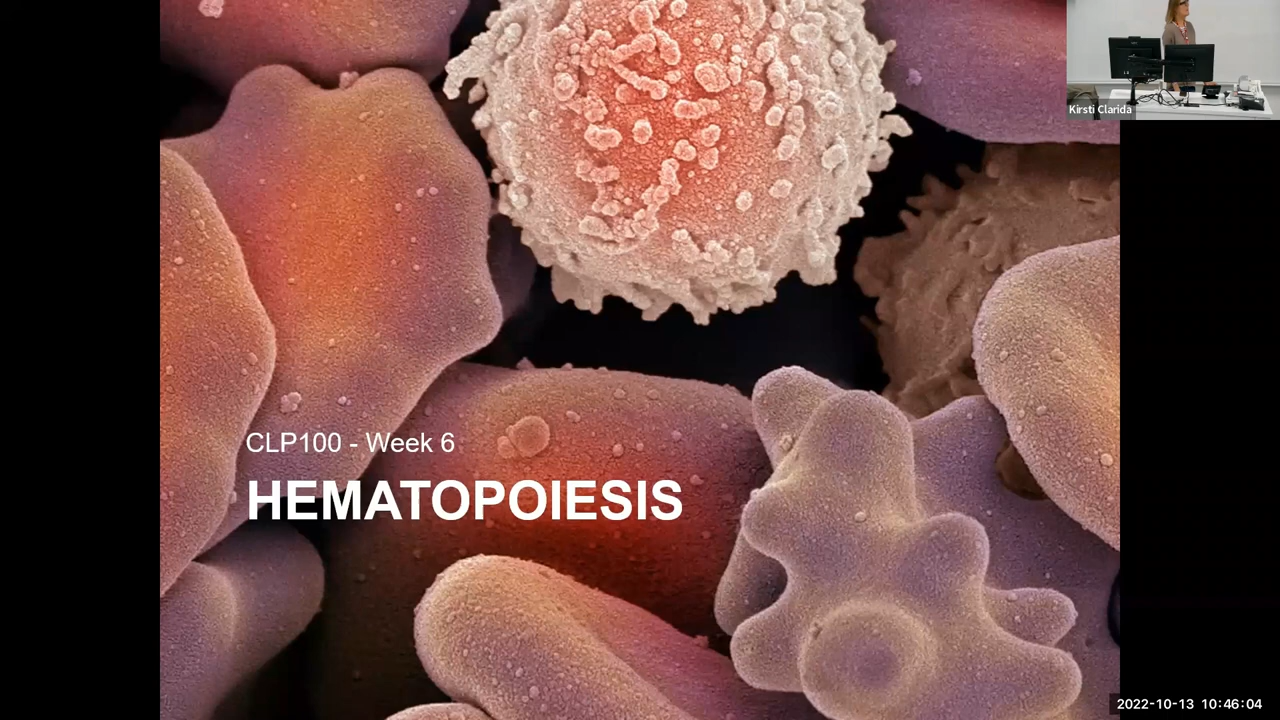 Kirsti Clarida
CLP100 - Week 6
HEMATOPOIESIS
2022-10-13 10:46:04